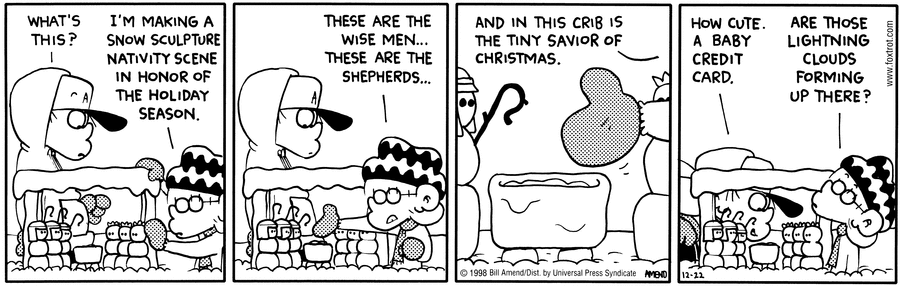 WHAT'S
THIS?
I'M MAKING A
SNOW SCULPTURE
NATIVITY SCENE
IN HONOR OF
THE HOLIDAY
SEASON.
A
THESE ARE THE
WISE MEN...
THESE ARE THE
SHEPHERDS...
A
AND IN THIS CRIB IS
THE TINY SAVIOR OF
CHRISTMAS.
© 1998 Bill Amend/Dist. by Universal Press Syndicate
AMEND
HOW CUTE.
A BABY
CREDIT
CARD.
ARE THOSE
LIGHTNING
CLOUDS
FORMING
UP THERE?
www.foxtrot.com
12-22